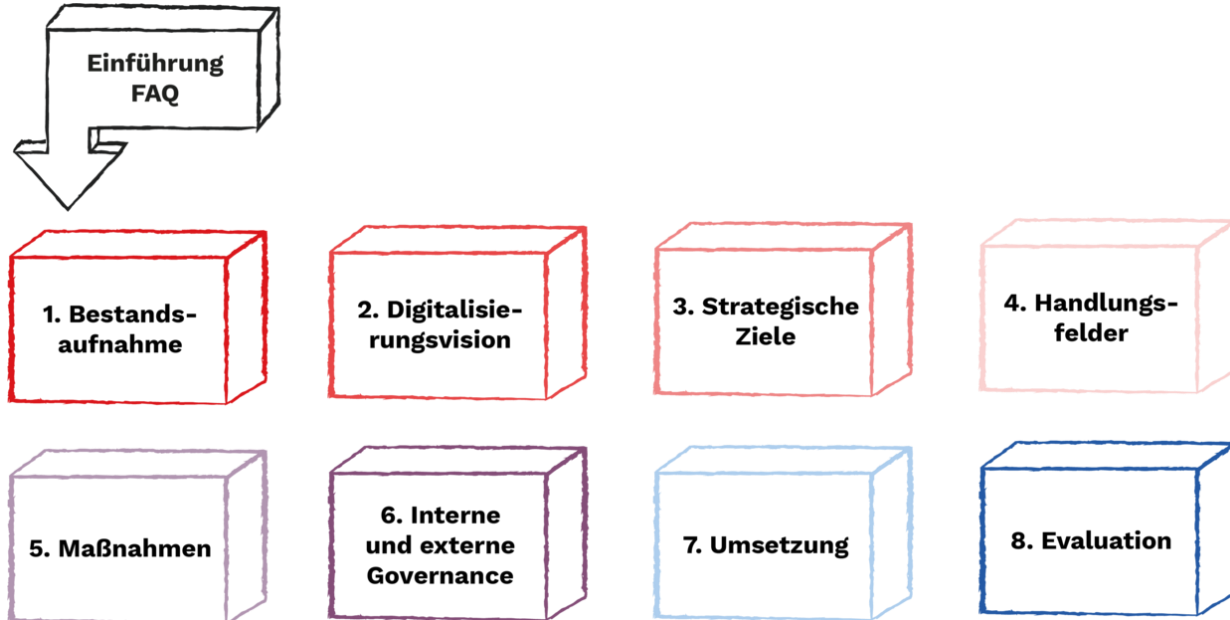 Einführung
FAQ
1. Bestands-
aufnahme
2. Digitalisie-
rungsvision
3. Strategische
Ziele
4. Handlungs-
felder
5. Maßnahmen
6. Interne
und externe
Governance
7. Umsetzung
8. Evaluation